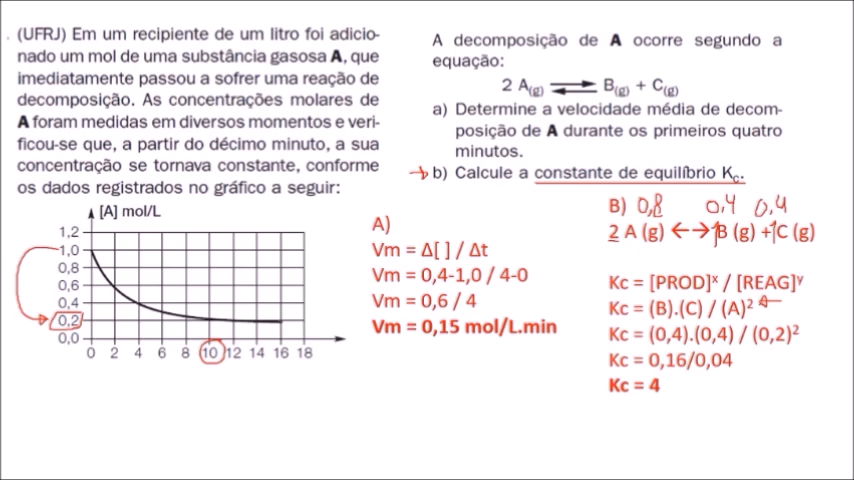 (UFRJ) Em um recipiente de um litro foi adicio-
nado um mol de uma substância gasosa A, que
imediatamente passou a sofrer uma reação de
decomposição. As concentrações molares de
A foram medidas em diversos momentos e veri-
ficou-se que, a partir do décimo minuto, a sua
concentração se tornava constante, conforme
os dados registrados no gráfico a seguir:
[A] mol/L
1,2
1,0
0,8
0,6
0,4
0,2
0,0
0 2 4 6 8 10 12 14 16 18
A decomposição de A ocorre segundo a
equação:
2 A(g) ⇌ B(g) + C(g)
a) Determine a velocidade média de decom-
posição de A durante os primeiros quatro
minutos.
b) Calcule a constante de equilíbrio Kc.
A)
Vm = Δ[ ] / Δt
Vm = 0,4-1,0 / 4-0
Vm = 0,6 / 4
Vm = 0,15 mol/L.min
B) 0,8 0,4 0,4
2 A (g) ←→ 1B (g) + 1C (g)
Kc = [PROD]ˣ / [REAG]ʸ
Kc = (B).(C) / (A)²
Kc = (0,4).(0,4) / (0,2)²
Kc = 0,16/0,04
Kc = 4